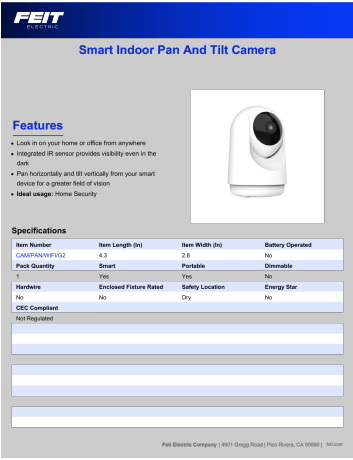 FEIT
ELECTRIC
Smart Indoor Pan And Tilt Camera
Features
• Look in on your home or office from anywhere
• Integrated IR sensor provides visibility even in the
dark
• Pan horizontally and tilt vertically from your smart
device for a greater field of vision
• Ideal usage: Home Security
Specifications
Item Number Item Length (In) Item Width (In) Battery Operated
CAM/PAN/WIFI/G2 4.3 2.8 No
Pack Quantity Smart Portable Dimmable
1 Yes Yes No
Hardwire Enclosed Fixture Rated Safety Location Energy Star
No No Dry No
CEC Compliant
Not Regulated
Feit Electric Company | 4901 Gregg Road | Pico Rivera, CA 90660 | feit.com